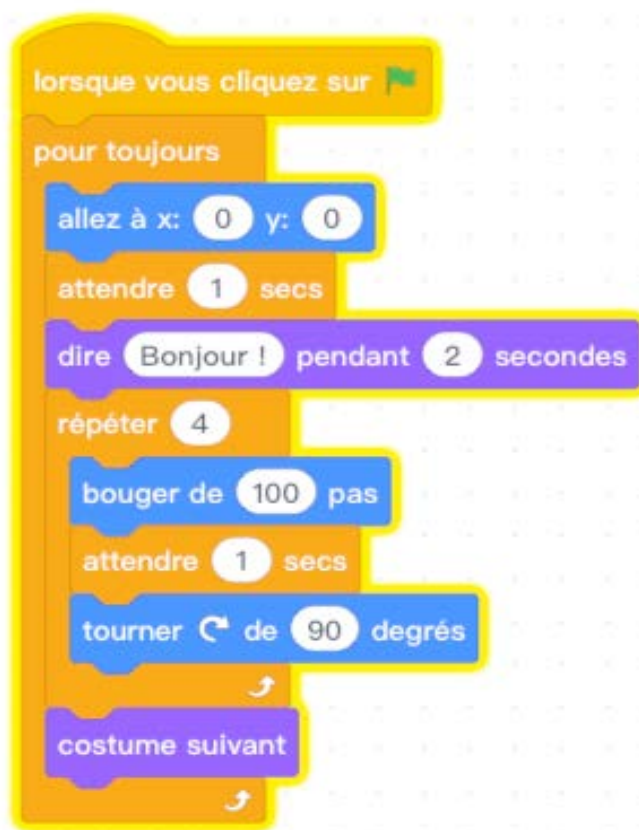 lorsque vous cliquez sur
pour toujours
allez à x: 0 y: 0
attendre 1 secs
dire Bonjour ! pendant 2 secondes
répéter 4
bouger de 100 pas
attendre 1 secs
tourner de 90 degrés
costume suivant